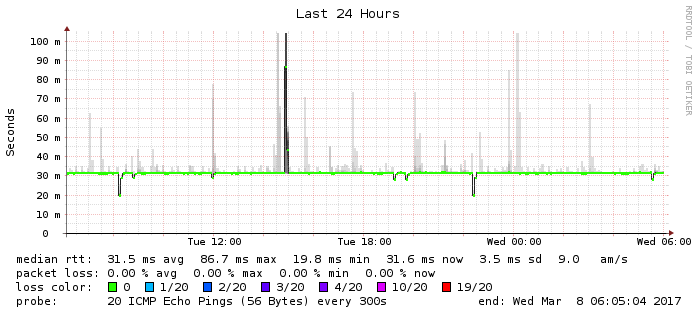 Last 24 Hours
RRDTOOL / TOBI OETIKER
Seconds
100 m
90 m
80 m
70 m
60 m
50 m
40 m
30 m
20 m
10 m
0
Tue 12:00 Tue 18:00 Wed 00:00 Wed 06:00
median rtt: 31.5 ms avg 86.7 ms max 19.8 ms min 31.6 ms now 3.5 ms sd 9.0 am/s
packet loss: 0.00 % avg 0.00 % max 0.00 % min 0.00 % now
loss color: 0 1/20 2/20 3/20 4/20 10/20 19/20
probe: 20 ICMP Echo Pings (56 Bytes) every 300s end: Wed Mar 8 06:05:04 2017